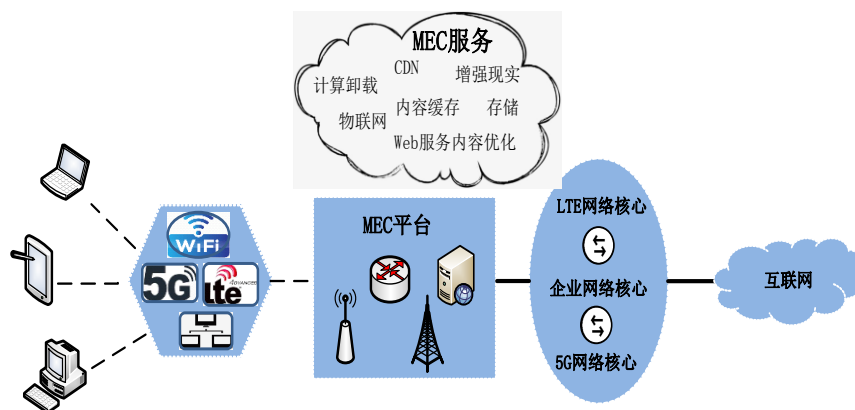 MEC服务
CDN
增强现实
计算卸载
内容缓存
存储
物联网
Web服务内容优化
WiFi
5G
Lte
ADVANCED
MEC平台
LTE网络核心
企业网络核心
5G网络核心
互联网